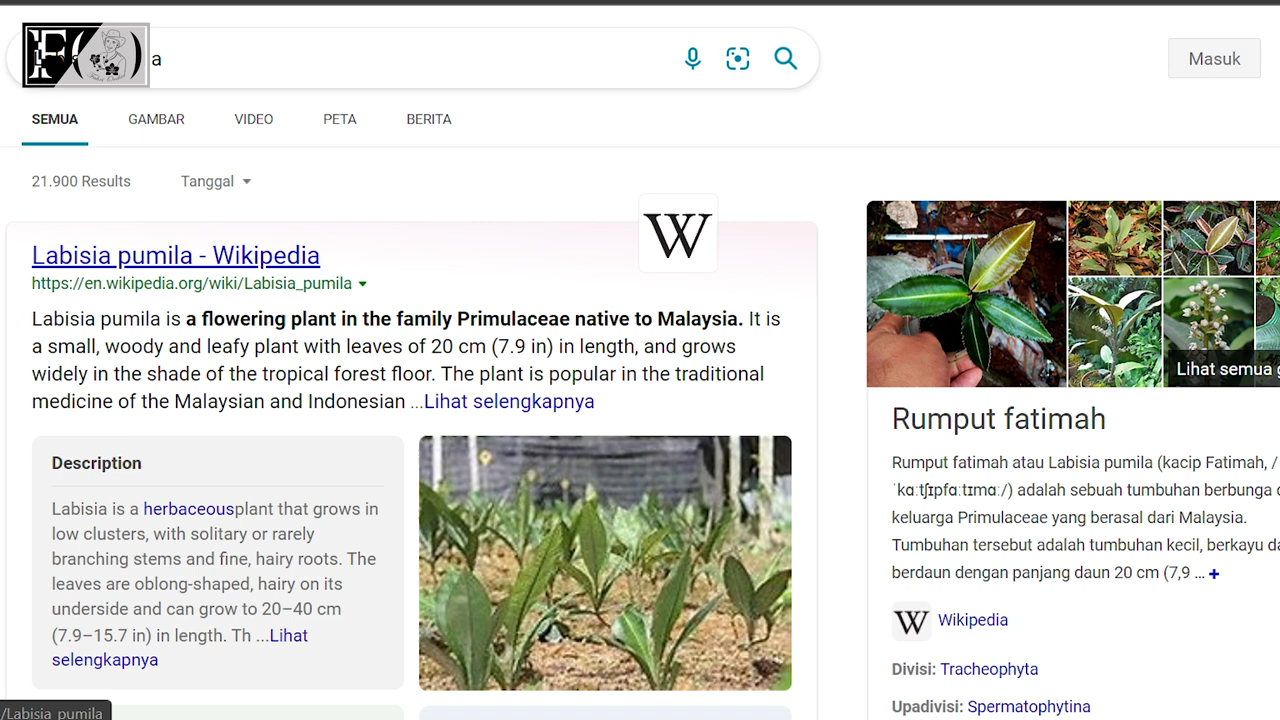 F( )
a
Masuk
SEMUA GAMBAR VIDEO PETA BERITA
21.900 Results Tanggal
W
Labisia pumila - Wikipedia
https://en.wikipedia.org/wiki/Labisia_pumila
Labisia pumila is a flowering plant in the family Primulaceae native to Malaysia. It is
a small, woody and leafy plant with leaves of 20 cm (7.9 in) in length, and grows
widely in the shade of the tropical forest floor. The plant is popular in the traditional
medicine of the Malaysian and Indonesian ...Lihat selengkapnya
Description
Labisia is a herbaceousplant that grows in
low clusters, with solitary or rarely
branching stems and fine, hairy roots. The
leaves are oblong-shaped, hairy on its
underside and can grow to 20–40 cm
(7.9–15.7 in) in length. Th ...Lihat
selengkapnya
/Labisia_pumila
Lihat semua g
Rumput fatimah
Rumput fatimah atau Labisia pumila (kacip Fatimah, /
ˈkɑːtʃɪpfɑːtɪmɑː/) adalah sebuah tumbuhan berbunga d
keluarga Primulaceae yang berasal dari Malaysia.
Tumbuhan tersebut adalah tumbuhan kecil, berkayu da
berdaun dengan panjang daun 20 cm (7,9 ... +
W Wikipedia
Divisi: Tracheophyta
Upadivisi: Spermatophytina